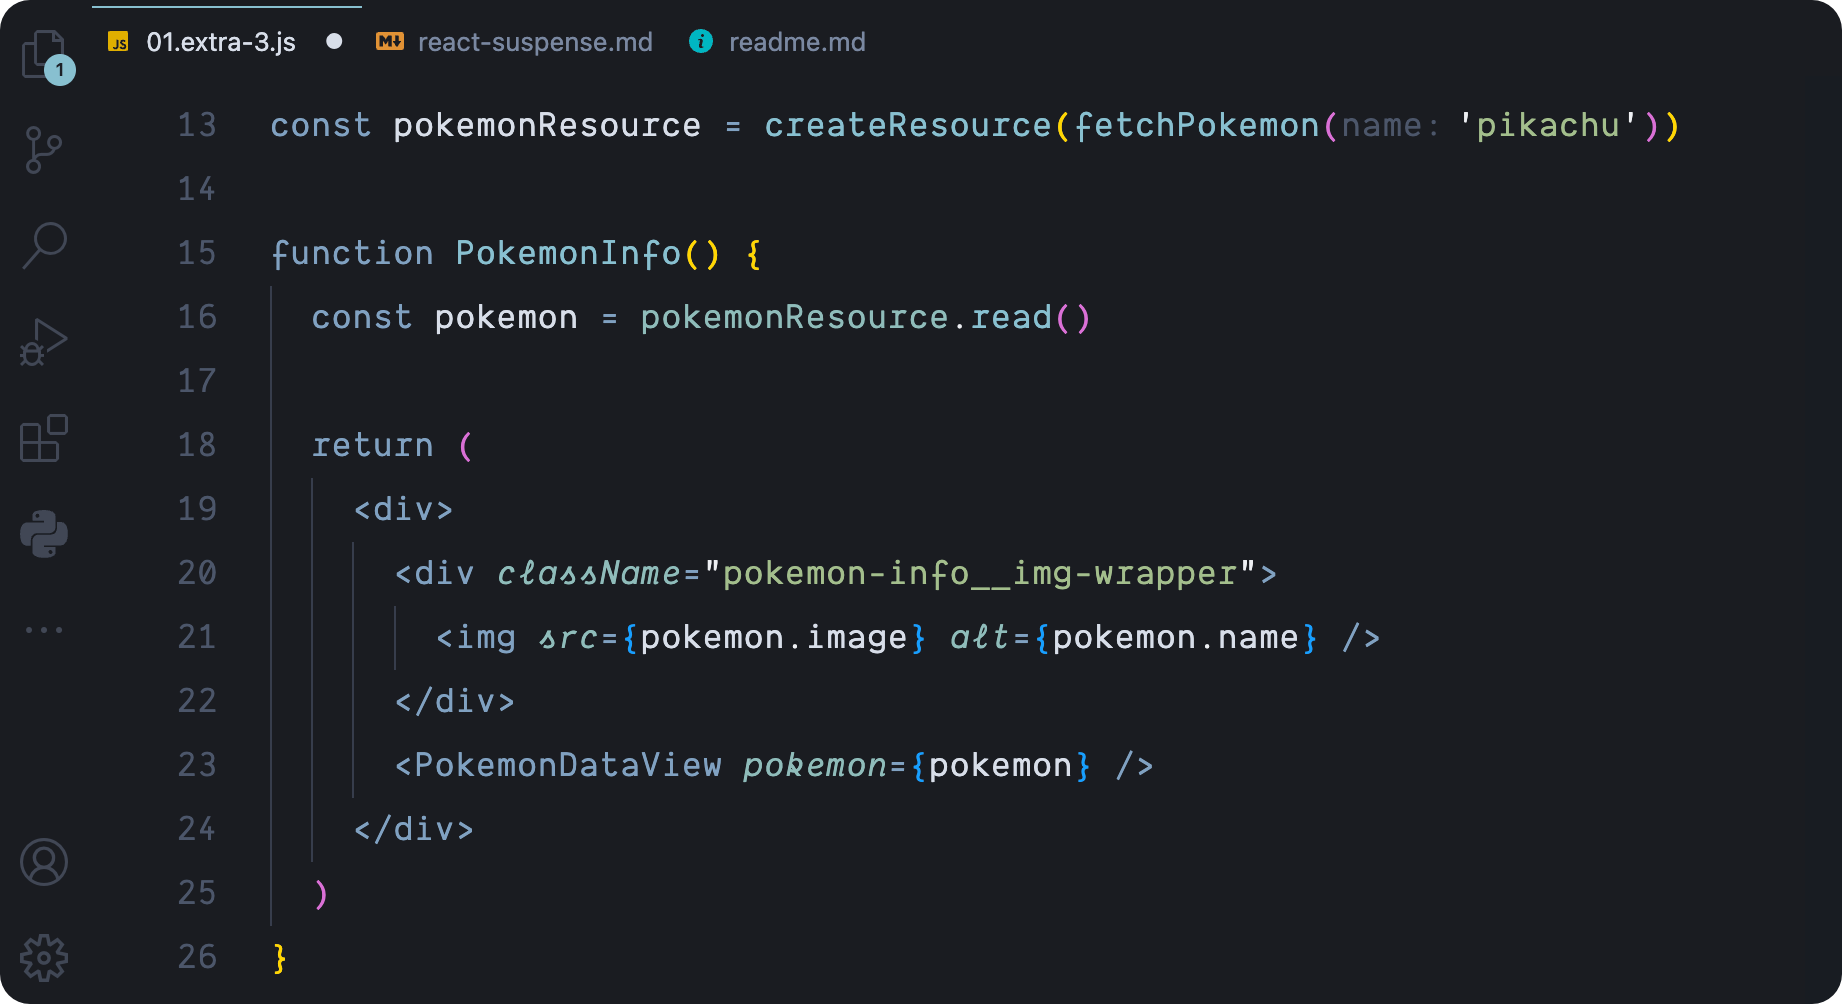 JS 01.extra-3.js M react-suspense.md i readme.md
1
13 const pokemonResource = createResource(fetchPokemon(name: 'pikachu'))
14
15 function PokemonInfo() {
16   const pokemon = pokemonResource.read()
17
18   return (
19     <div>
20       <div className="pokemon-info__img-wrapper">
21         <img src={pokemon.image} alt={pokemon.name} />
22       </div>
23       <PokemonDataView pokemon={pokemon} />
24     </div>
25   )
26 }